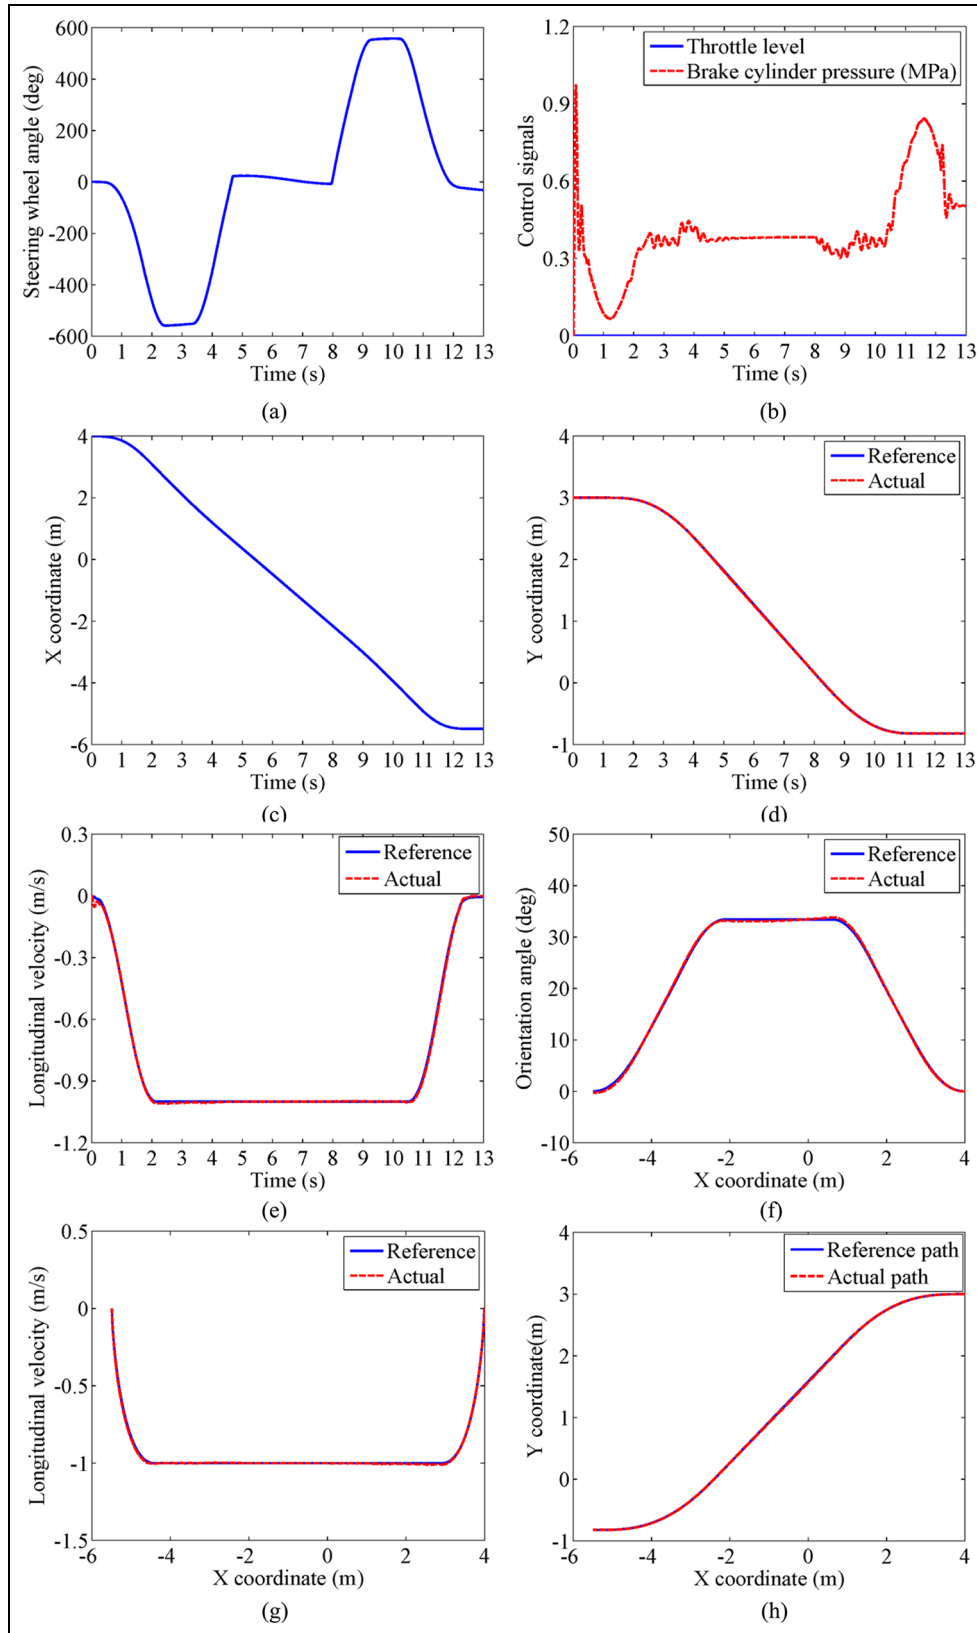 600
400
200
0
-200
-400
-600
Steering wheel angle (deg)
0 1 2 3 4 5 6 7 8 9 10 11 12 13
Time (s)
(a)
1.2
0.9
0.6
0.3
0
Control signals
Throttle level
Brake cylinder pressure (MPa)
0 1 2 3 4 5 6 7 8 9 10 11 12 13
Time (s)
(b)
4
2
0
-2
-4
-6
X coordinate (m)
0 1 2 3 4 5 6 7 8 9 10 11 12 13
Time (s)
(c)
4
3
2
1
0
-1
Y coordinate (m)
Reference
Actual
0 1 2 3 4 5 6 7 8 9 10 11 12 13
Time (s)
(d)
0.3
0
-0.3
-0.6
-0.9
-1.2
Longitudinal velocity (m/s)
Reference
Actual
0 1 2 3 4 5 6 7 8 9 10 11 12 13
Time (s)
(e)
50
40
30
20
10
0
-10
Orientation angle (deg)
Reference
Actual
-6 -4 -2 0 2 4
X coordinate (m)
(f)
0.5
0
-0.5
-1
-1.5
Longitudinal velocity (m/s)
Reference
Actual
-6 -4 -2 0 2 4
X coordinate (m)
(g)
4
3
2
1
0
-1
Y coordinate(m)
Reference path
Actual path
-6 -4 -2 0 2 4
X coordinate (m)
(h)